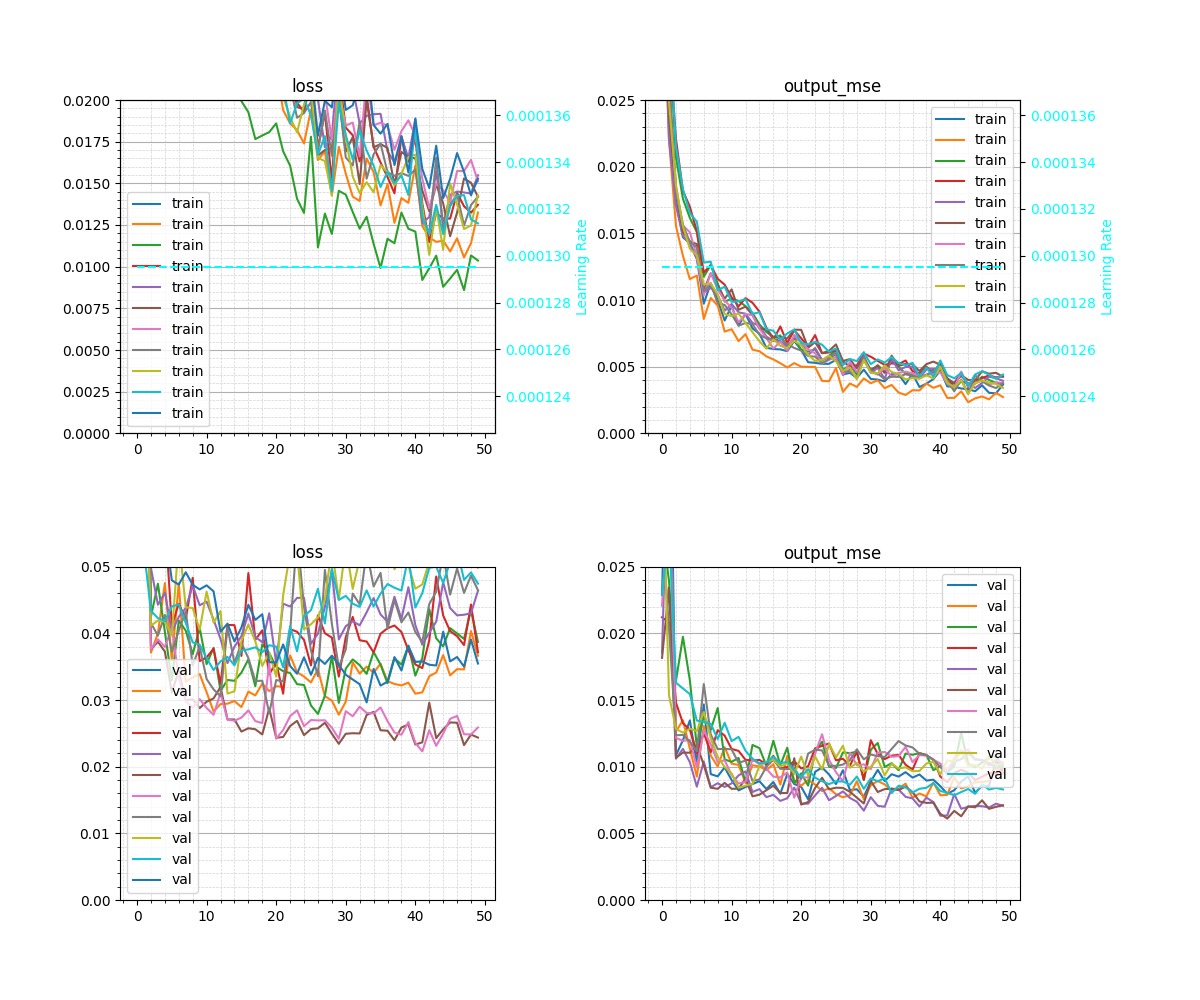 loss
0.0200
0.0175
0.0150
0.0125
0.0100
0.0075
0.0050
0.0025
0.0000
0 10 20 30 40 50
train
train
train
train
train
train
train
train
train
train
train
0.000136
0.000134
0.000132
0.000130
0.000128
0.000126
0.000124
Learning Rate
output_mse
0.025
0.020
0.015
0.010
0.005
0.000
0 10 20 30 40 50
train
train
train
train
train
train
train
train
train
train
0.000136
0.000134
0.000132
0.000130
0.000128
0.000126
0.000124
Learning Rate
loss
0.05
0.04
0.03
0.02
0.01
0.00
0 10 20 30 40 50
val
val
val
val
val
val
val
val
val
val
val
output_mse
0.025
0.020
0.015
0.010
0.005
0.000
0 10 20 30 40 50
val
val
val
val
val
val
val
val
val
val